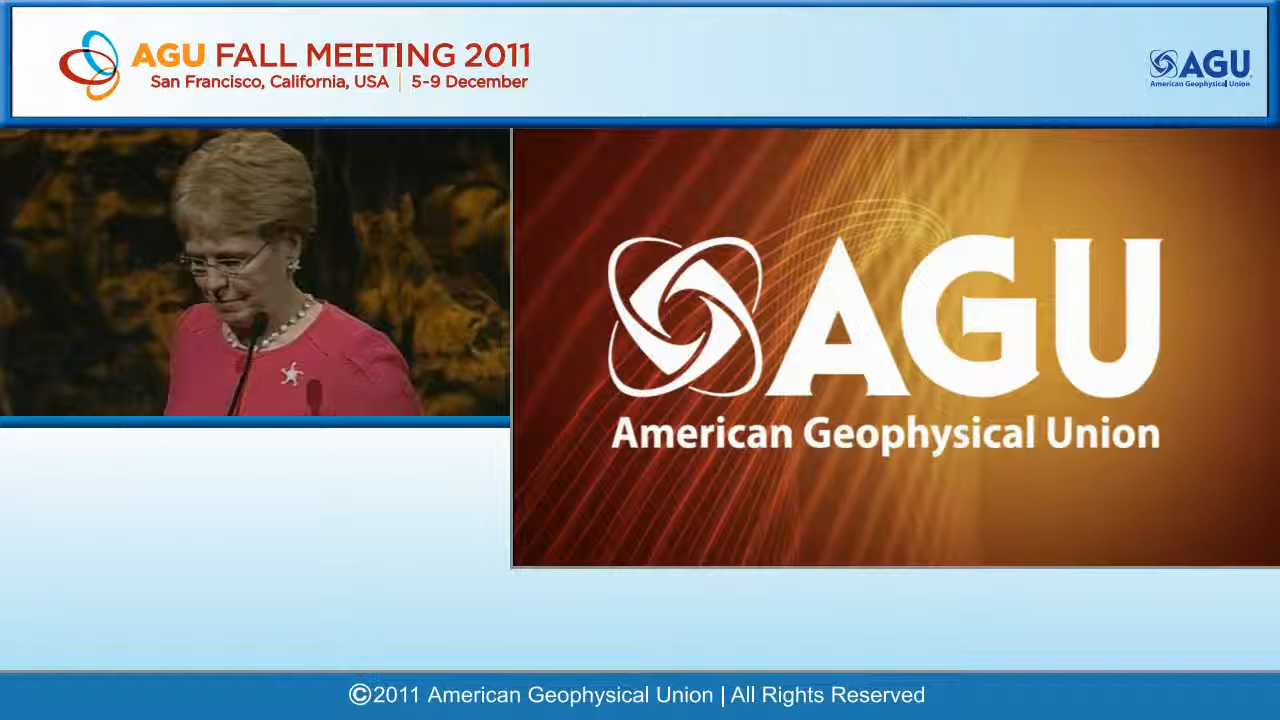 AGU FALL MEETING 2011
San Francisco, California, USA | 5-9 December
AGU
American Geophysical Union
AGU
American Geophysical Union
©2011 American Geophysical Union | All Rights Reserved